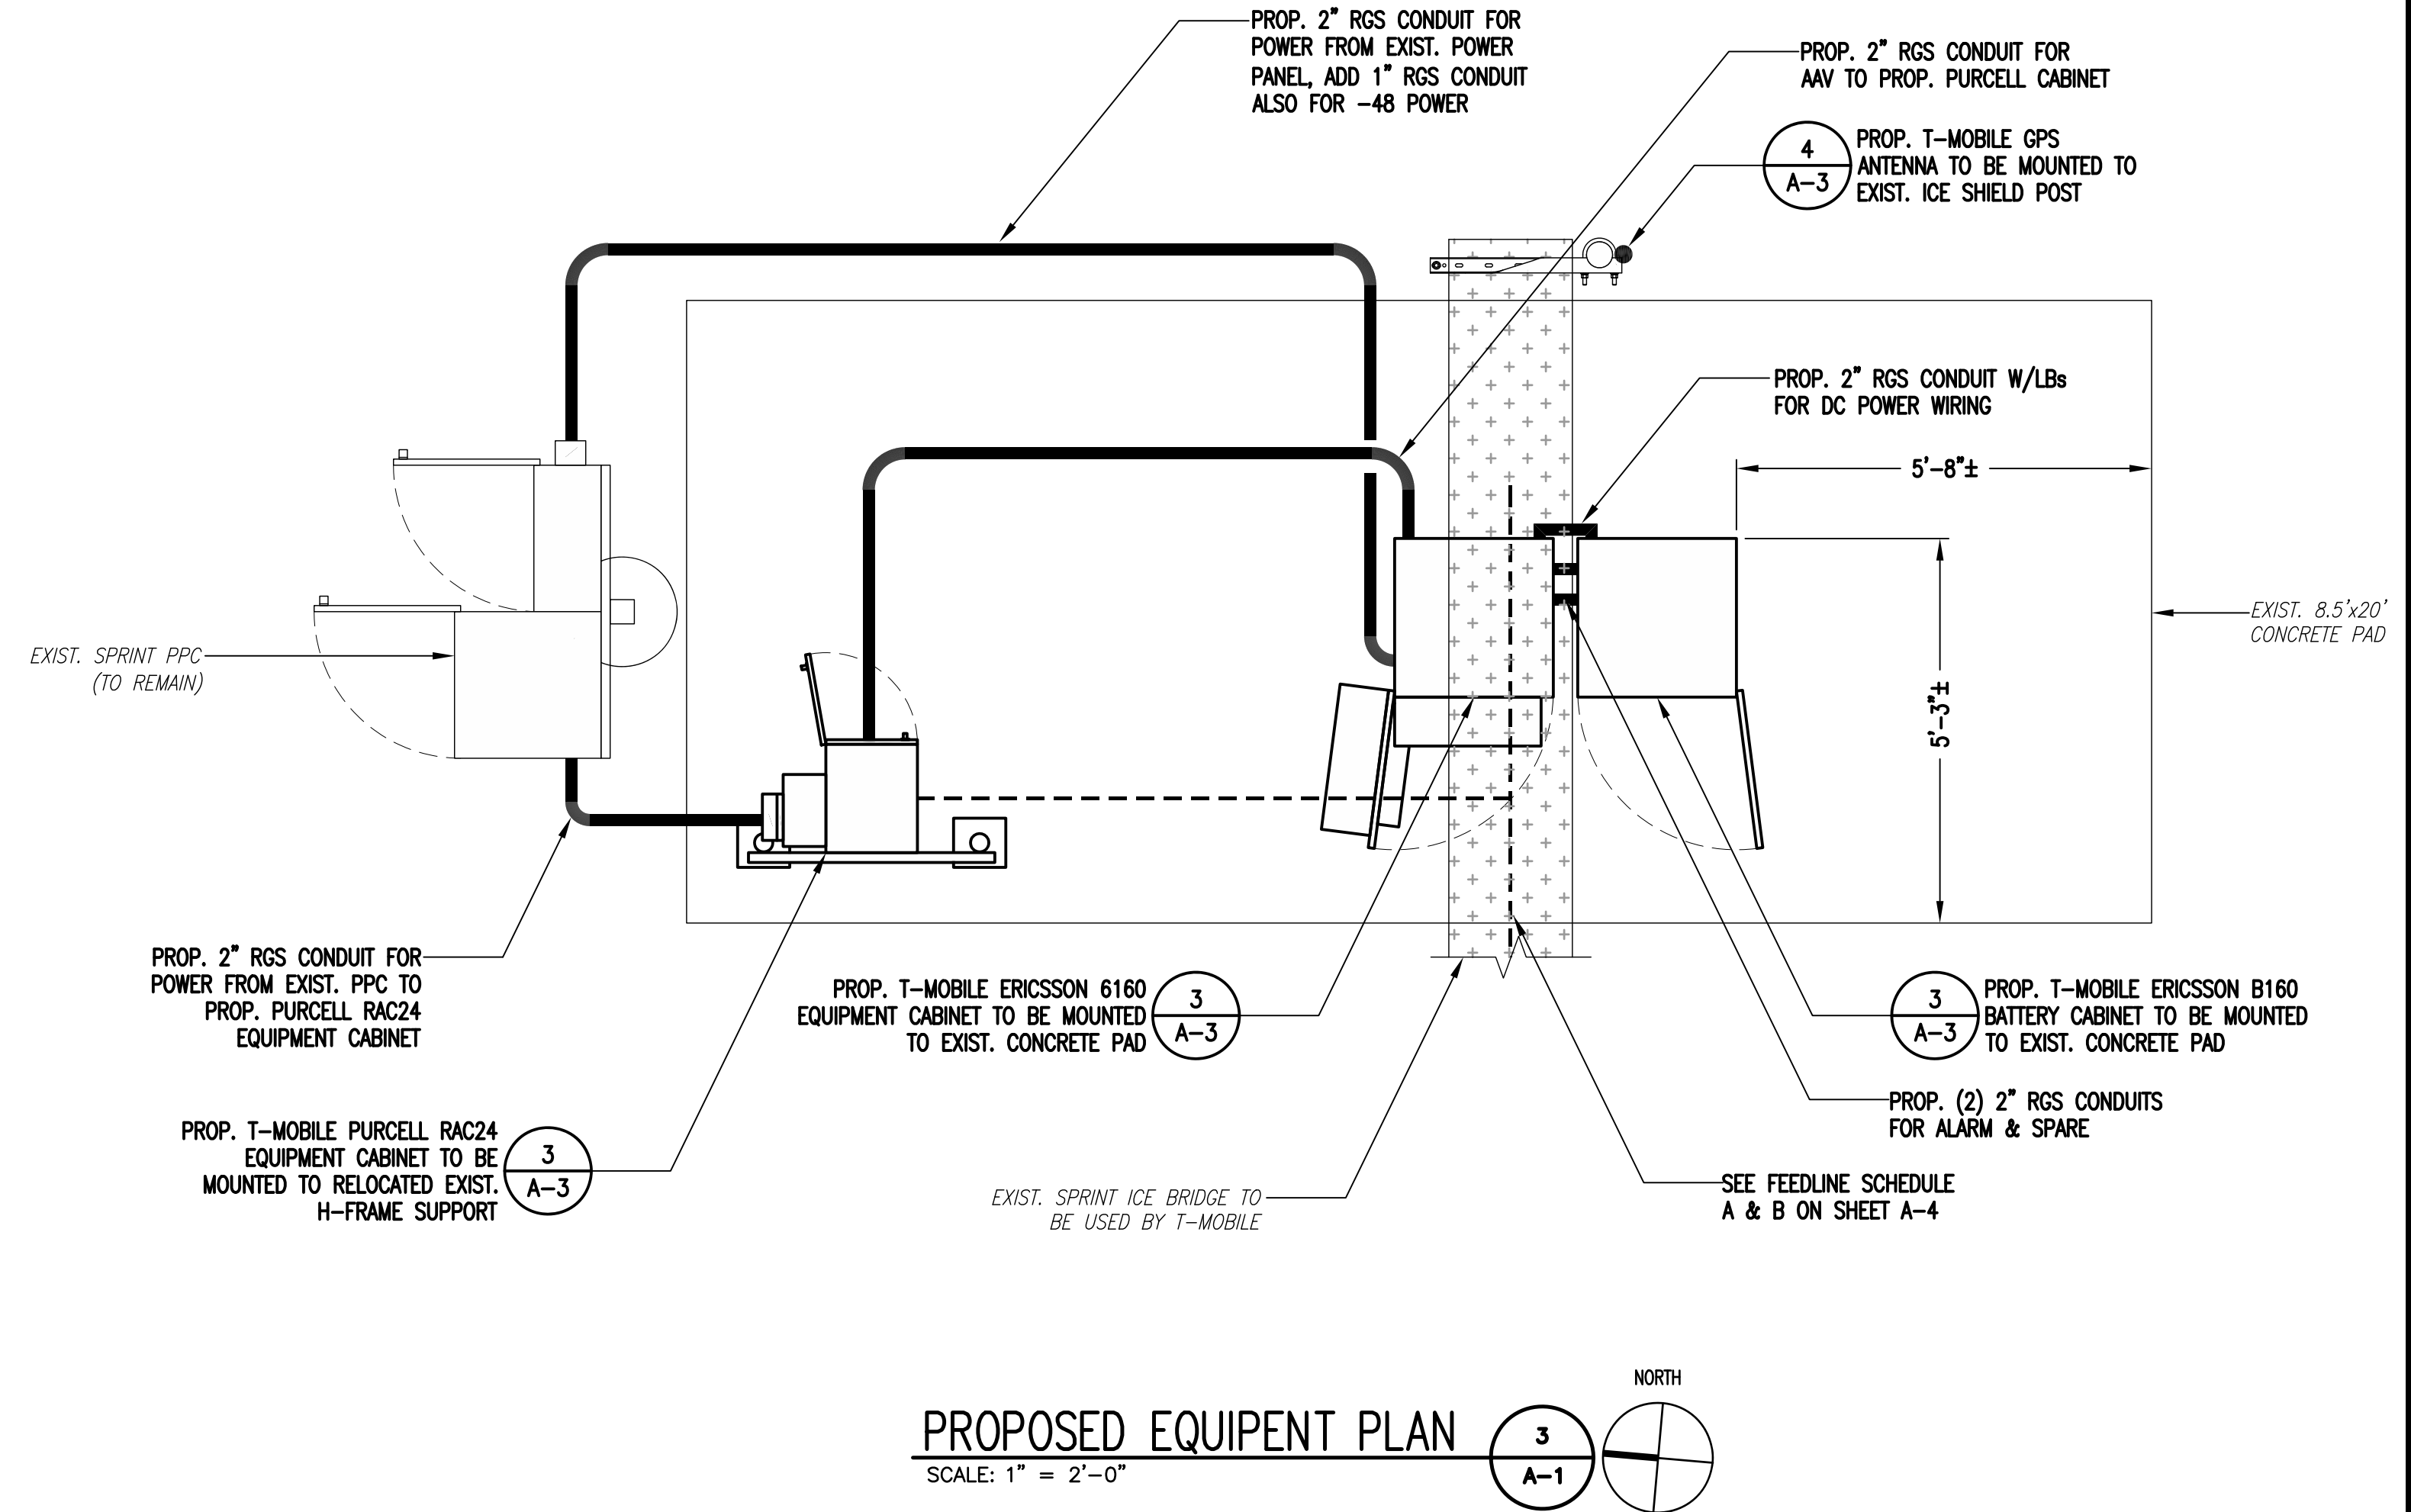 PROP. 2" RGS CONDUIT FOR
POWER FROM EXIST. POWER
PANEL, ADD 1" RGS CONDUIT
ALSO FOR -48 POWER
PROP. 2" RGS CONDUIT FOR
AAV TO PROP. PURCELL CABINET
4
A-3
PROP. T-MOBILE GPS
ANTENNA TO BE MOUNTED TO
EXIST. ICE SHIELD POST
PROP. 2" RGS CONDUIT W/LBs
FOR DC POWER WIRING
5'-8"±
5'-3"±
EXIST. 8.5'x20'
CONCRETE PAD
EXIST. SPRINT PPC
(TO REMAIN)
PROP. 2" RGS CONDUIT FOR
POWER FROM EXIST. PPC TO
PROP. PURCELL RAC24
EQUIPMENT CABINET
PROP. T-MOBILE ERICSSON 6160
EQUIPMENT CABINET TO BE MOUNTED
TO EXIST. CONCRETE PAD
3
A-3
3
A-3
PROP. T-MOBILE ERICSSON B160
BATTERY CABINET TO BE MOUNTED
TO EXIST. CONCRETE PAD
PROP. (2) 2" RGS CONDUITS
FOR ALARM & SPARE
PROP. T-MOBILE PURCELL RAC24
EQUIPMENT CABINET TO BE
MOUNTED TO RELOCATED EXIST.
H-FRAME SUPPORT
3
A-3
EXIST. SPRINT ICE BRIDGE TO
BE USED BY T-MOBILE
SEE FEEDLINE SCHEDULE
A & B ON SHEET A-4
PROPOSED EQUIPENT PLAN
SCALE: 1" = 2'-0"
3
A-1
NORTH